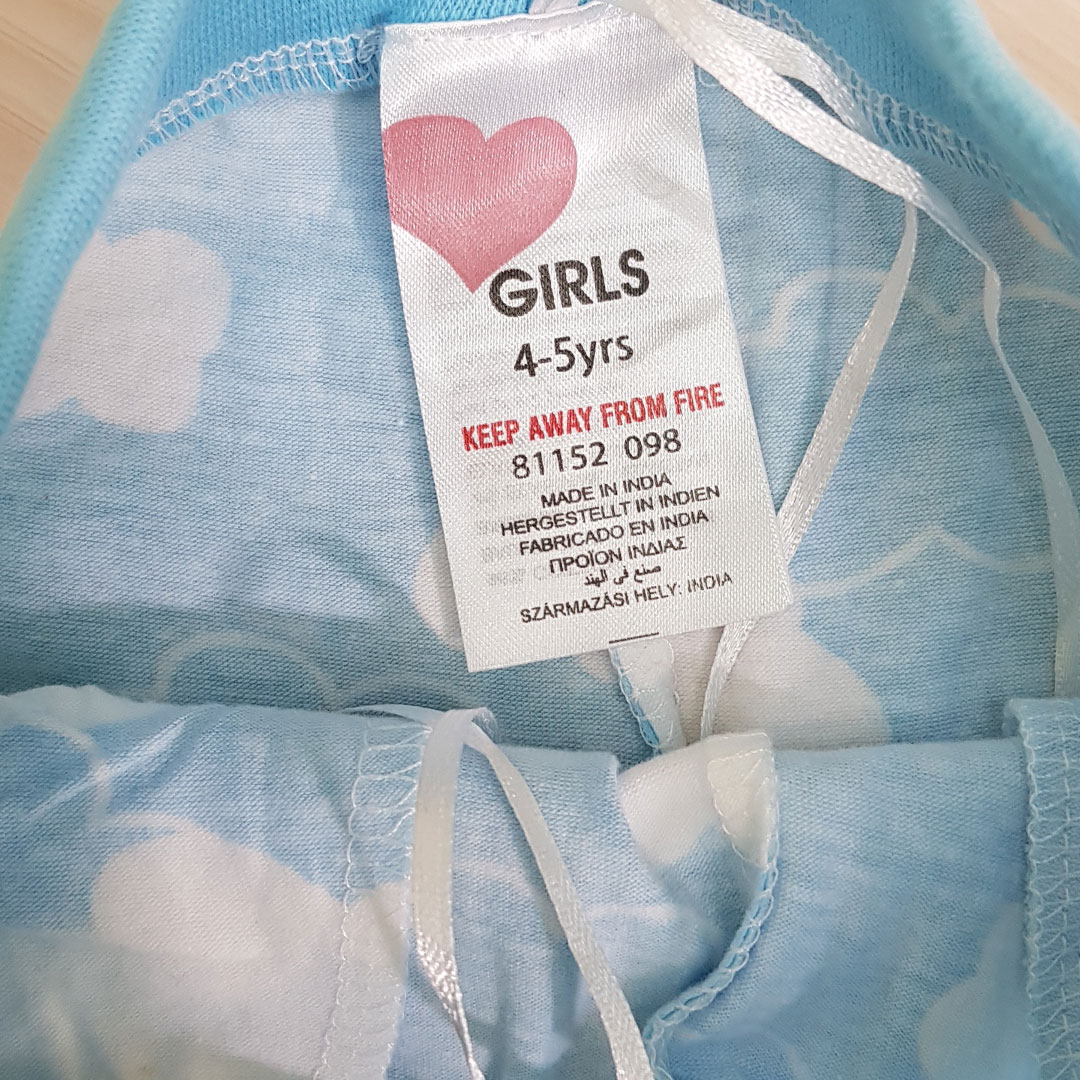 GIRLS
4-5yrs
KEEP AWAY FROM FIRE
81152 098
MADE IN INDIA
HERGESTELLT IN INDIEN
FABRICADO EN INDIA
ΠΡΟΪΟΝ ΙΝΔΙΑΣ
صنع فى الهند
SZÁRMAZÁSI HELY: INDIA